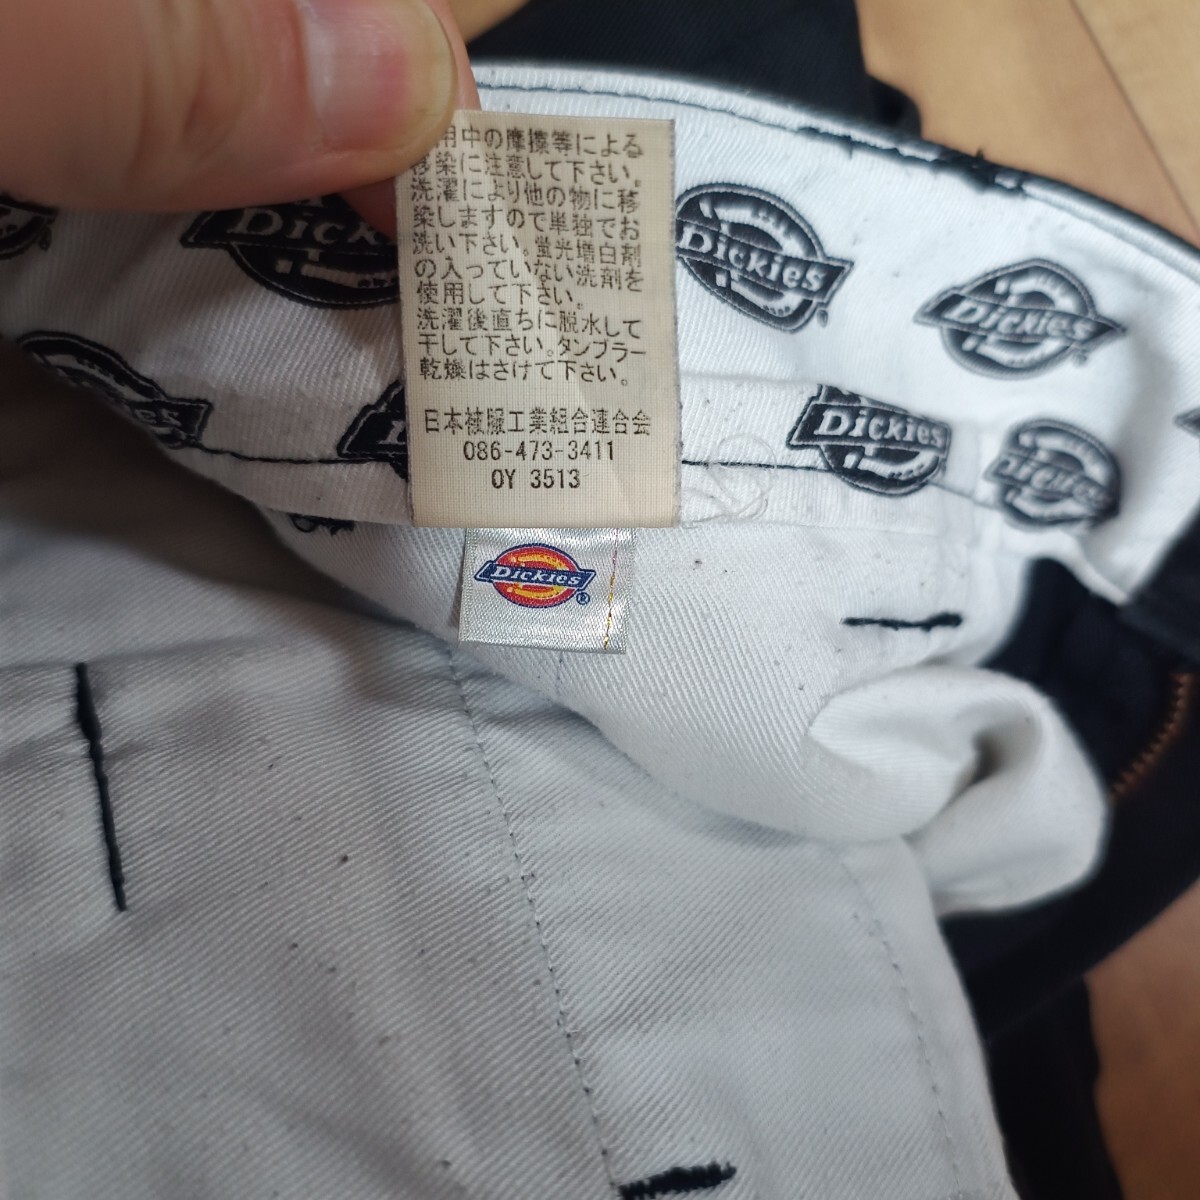 用中の摩擦等による
移染に注意して下さい。
洗濯により他の物に移
染しますので単独でお
洗い下さい。蛍光増白剤
の入っていない洗剤を
使用して下さい。
洗濯後直ちに脱水して
干して下さい。タンブラー
乾燥はさけて下さい。
日本被服工業組合連合会
086-473-3411
OY 3513
Dickies
Dickies
Dickies
Dickies
Dickies
Dickies®